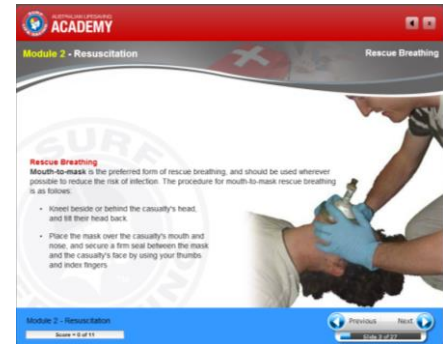 AUSTRALIAN LIFESAVING
ACADEMY
Module 2 - Resuscitation
Rescue Breathing
Rescue Breathing
Mouth-to-mask is the preferred form of rescue breathing, and should be used wherever
possible to reduce the risk of infection. The procedure for mouth-to-mask rescue breathing
is as follows:
• Kneel beside or behind the casualty's head,
and tilt their head back
• Place the mask over the casualty's mouth and
nose, and secure a firm seal between the mask
and the casualty's face by using your thumbs
and index fingers
SURF
Module 2 - Resuscitation
Score = 0 of 11
Previous
Next
Slide 3 of 27